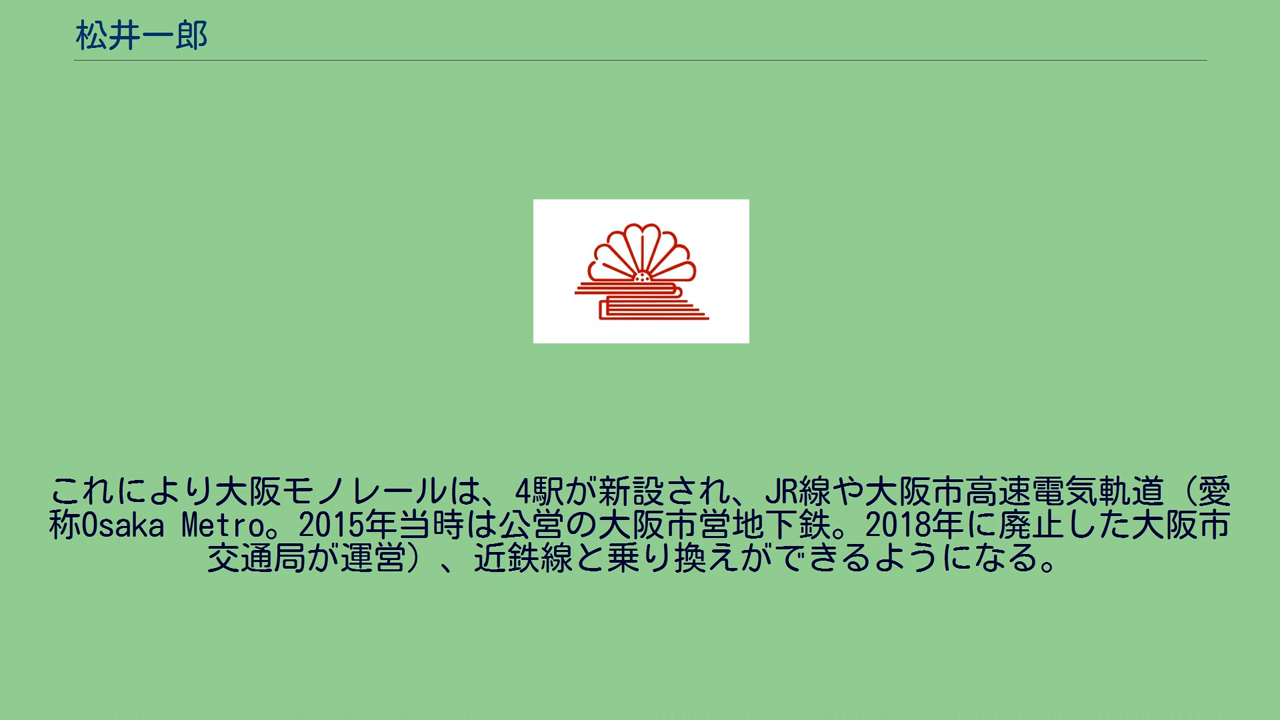 松井一郎
これにより大阪モノレールは、4駅が新設され、JR線や大阪市高速電気軌道（愛
称Osaka Metro。2015年当時は公営の大阪市営地下鉄。2018年に廃止した大阪市
交通局が運営）、近鉄線と乗り換えができるようになる。